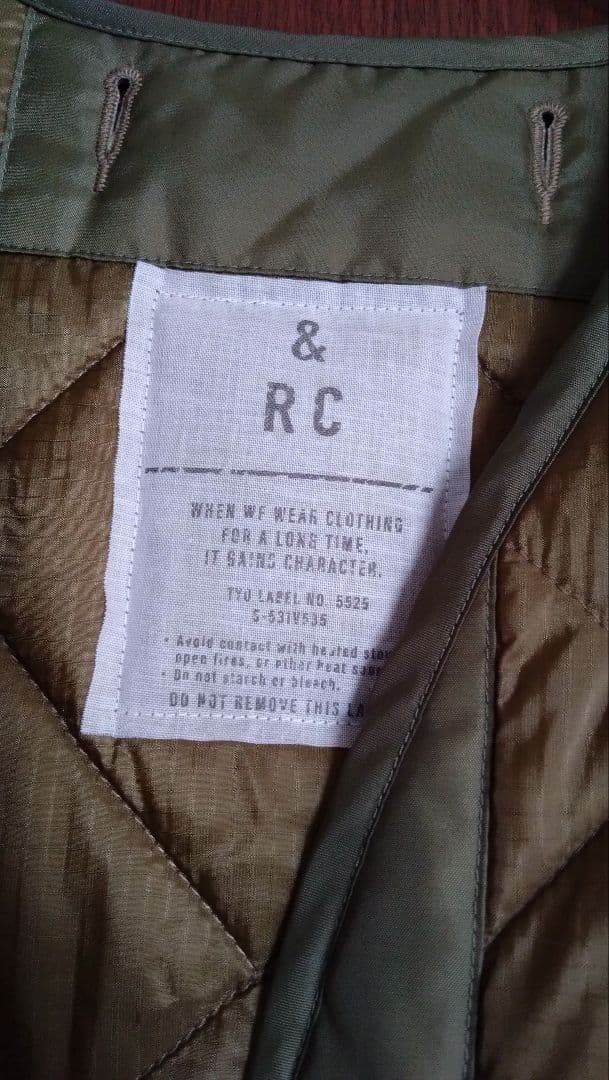 &
RC
WHEN WE WEAR CLOTHING
FOR A LONG TIME,
IT GAINS CHARACTER.
TYO LABEL NO. 5525
S-531V535
• Avoid contact with heated
open fires, or other heat
• Do not starch or bleach.
DO NOT REMOVE THIS